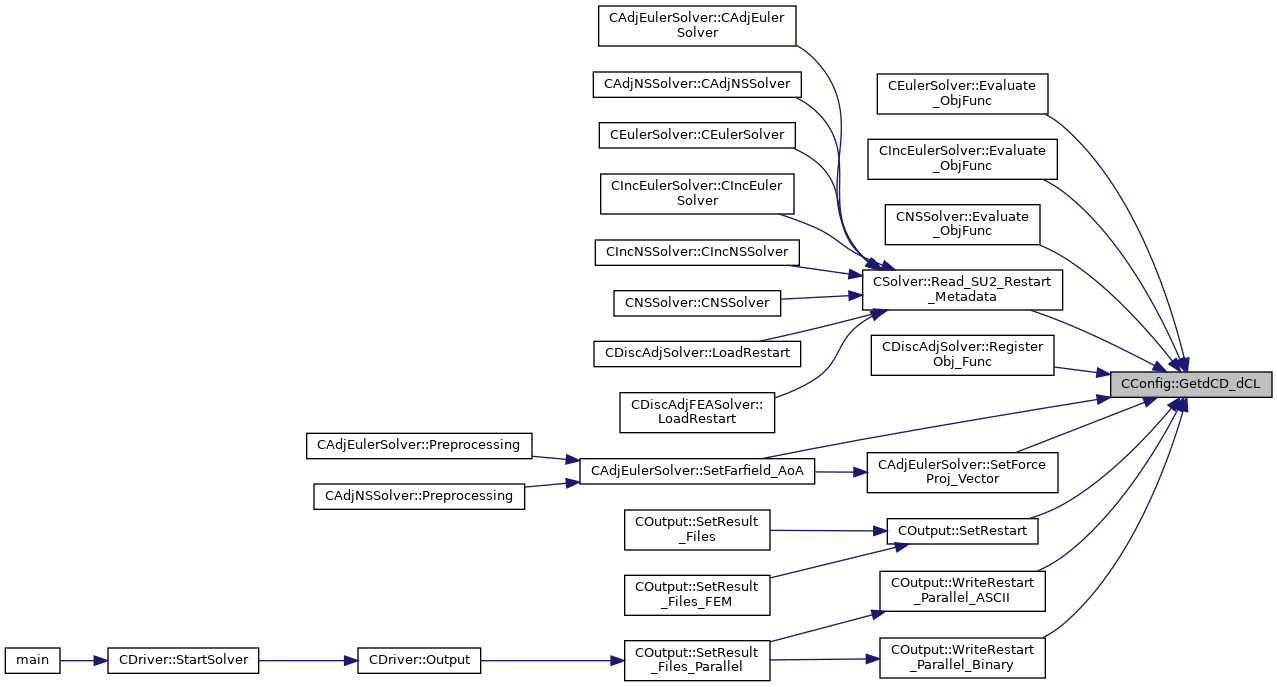 CAdjEulerSolver::CAdjEuler
Solver
CAdjNSSolver::CAdjNSSolver
CEulerSolver::CEulerSolver
CIncEulerSolver::CIncEuler
Solver
CIncNSSolver::CIncNSSolver
CNSSolver::CNSSolver
CDiscAdjSolver::LoadRestart
CDiscAdjFEASolver::
LoadRestart
CEulerSolver::Evaluate
_ObjFunc
CIncEulerSolver::Evaluate
_ObjFunc
CNSSolver::Evaluate
_ObjFunc
CSolver::Read_SU2_Restart
_Metadata
CDiscAdjSolver::Register
Obj_Func
CConfig::GetdCD_dCL
CAdjEulerSolver::Preprocessing
CAdjNSSolver::Preprocessing
CAdjEulerSolver::SetFarfield_AoA
CAdjEulerSolver::SetForce
Proj_Vector
COutput::SetResult
_Files
COutput::SetRestart
COutput::SetResult
_Files_FEM
COutput::WriteRestart
_Parallel_ASCII
main
CDriver::StartSolver
CDriver::Output
COutput::SetResult
_Files_Parallel
COutput::WriteRestart
_Parallel_Binary